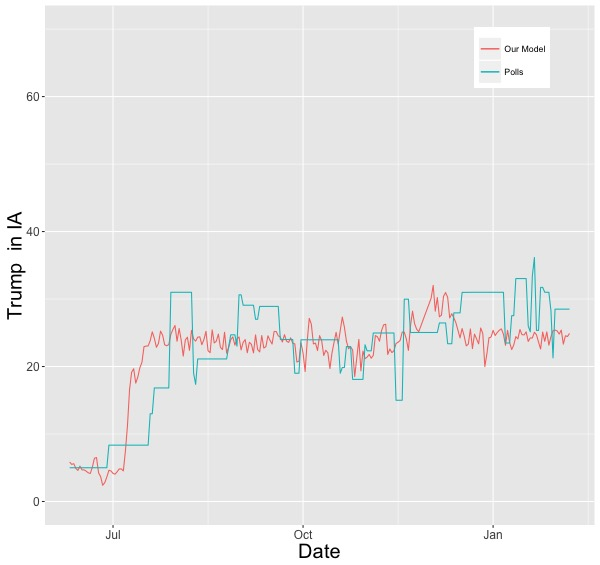 Our Model
Polls
60
40
20
0
Trump in IA
Jul
Oct
Jan
Date